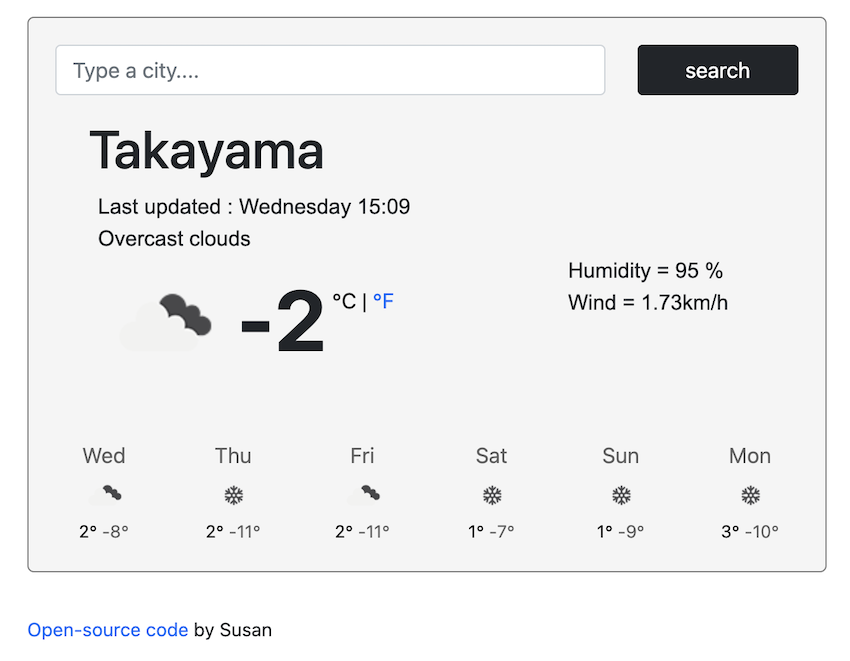 Type a city....
search
Takayama
Last updated : Wednesday 15:09
Overcast clouds
Humidity = 95 %
Wind = 1.73km/h
-2 °C | °F
Wed Thu Fri Sat Sun Mon
2° -8° 2° -11° 2° -11° 1° -7° 1° -9° 3° -10°
Open-source code by Susan